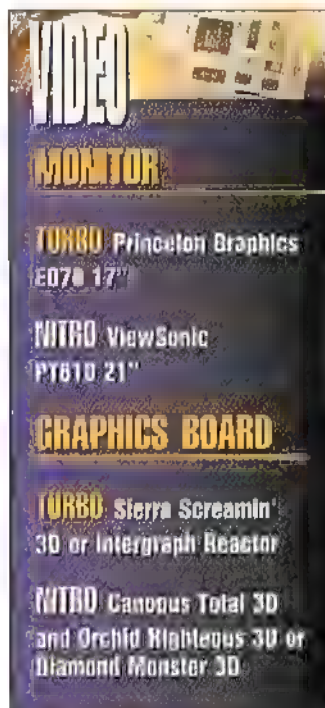 VIDEO
MONITOR
TURBO Princeton Graphics
EO70 17"
NITRO ViewSonic
PT810 21"
GRAPHICS BOARD
TURBO Sierra Screamin'
3D or Intergraph Reactor
NITRO Canopus Total 3D
and Orchid Righteous 3D or
Diamond Monster 3D